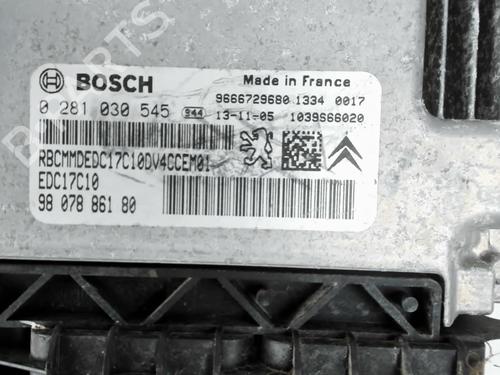 BOSCH
Made in France
0 281 030 545 944
9666729680 1334 0017
13-11-05 1039S66020
RBCMMDEDC17C10DV4CCEM01
EDC17C10
98 078 861 80